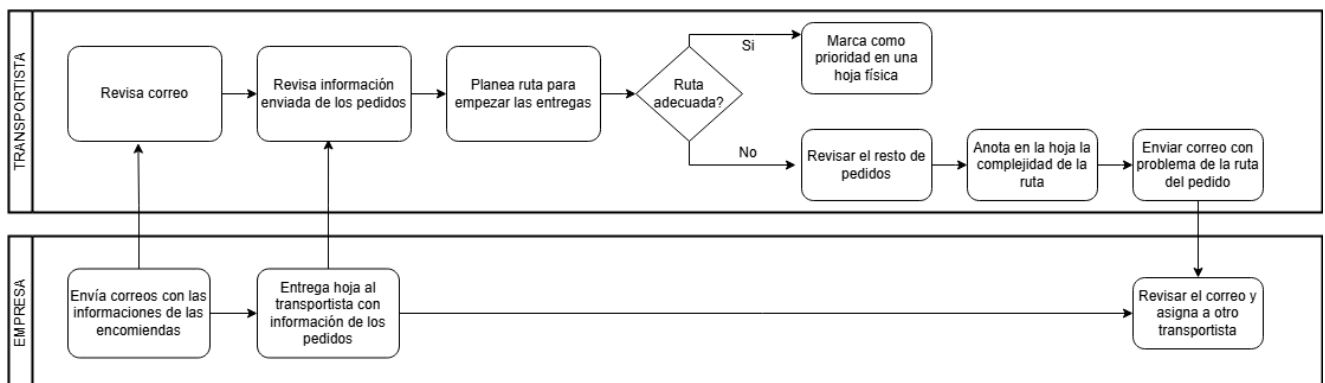 TRANSPORTISTA
Revisa correo
Revisa información
enviada de los pedidos
Planea ruta para
empezar las entregas
Ruta
adecuada?
Si
Marca como
prioridad en una
hoja física
No
Revisar el resto de
pedidos
Anota en la hoja la
complejidad de la
ruta
Enviar correo con
problema de la ruta
del pedido
EMPRESA
Envía correos con las
informaciones de las
encomiendas
Entrega hoja al
transportista con
información de los
pedidos
Revisar el correo y
asigna a otro
transportista